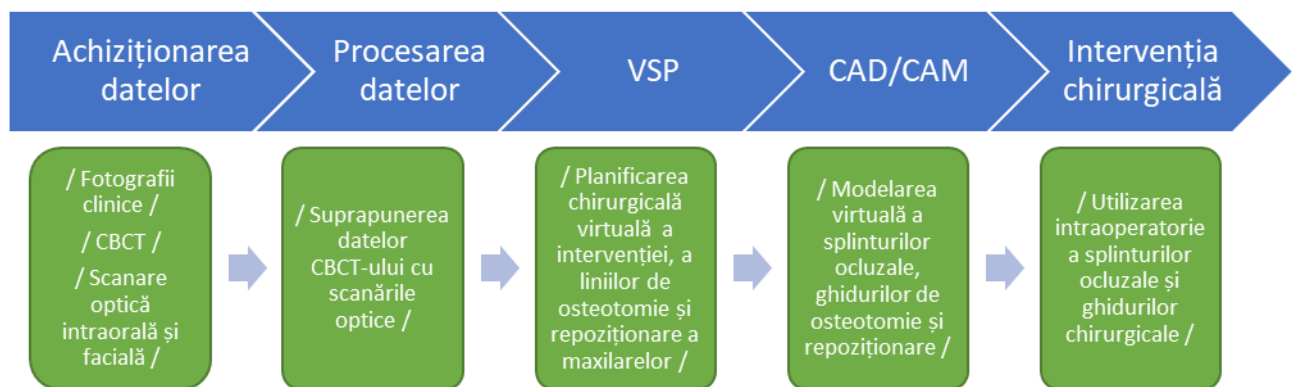 Achiziționarea
datelor
Procesarea
datelor
VSP
CAD/CAM
Intervenția
chirurgicală
/ Fotografii
clinice /
/ CBCT /
/ Scanare
optică
intraorală și
facială /
/ Suprapunerea
datelor
CBCT-ului cu
scanările
optice /
/ Planificarea
chirurgicală
virtuală a
intervenției, a
liniilor de
osteotomie și
repoziționare a
maxilarelor /
/ Modelarea
virtuală a
splinturilor
ocluzale,
ghidurilor de
osteotomie și
repoziționare /
/ Utilizarea
intraoperatorie
a splinturilor
ocluzale și
ghidurilor
chirurgicale /